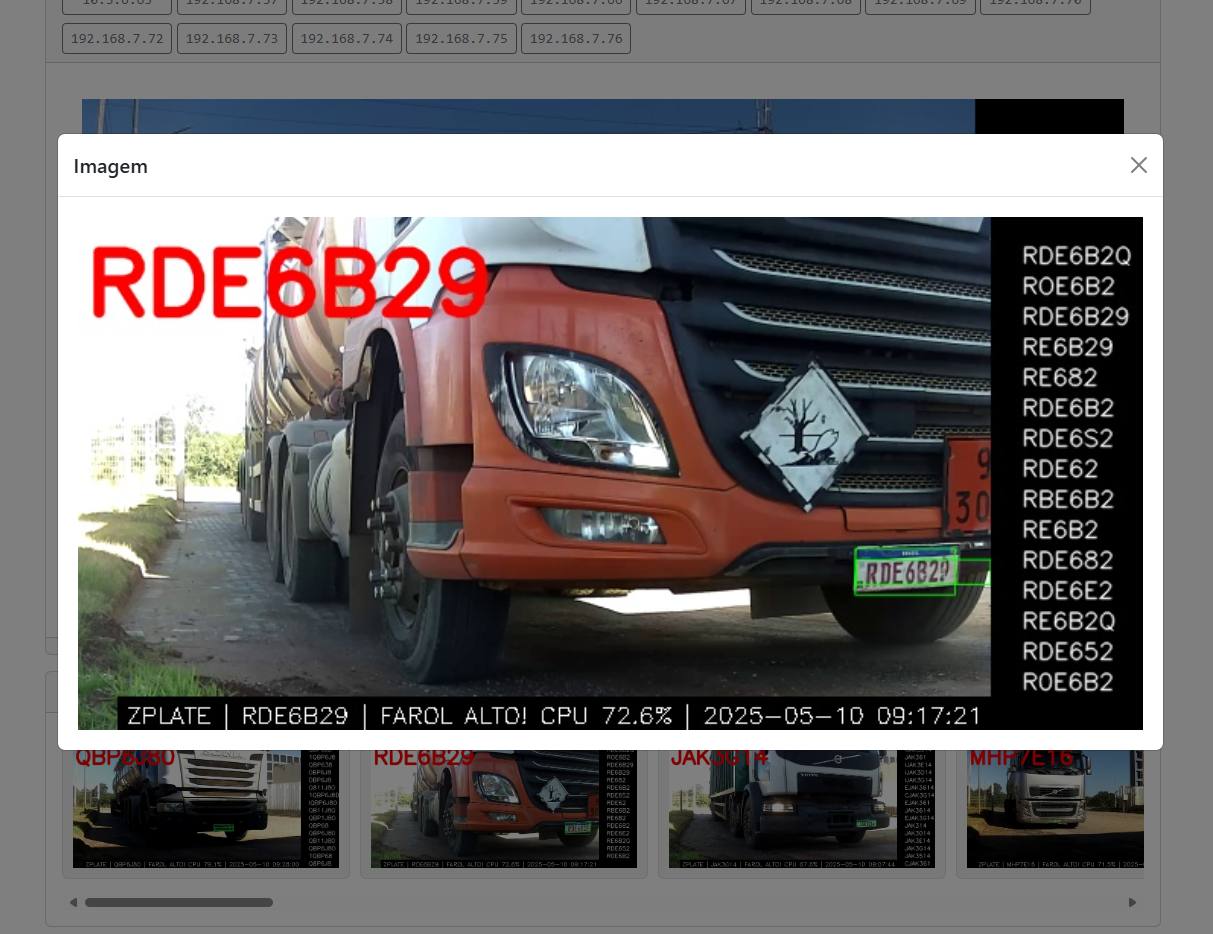 192.168.7.57 192.168.7.58 192.168.7.59 192.168.7.66 192.168.7.67 192.168.7.68 192.168.7.69 192.168.7.70
192.168.7.72 192.168.7.73 192.168.7.74 192.168.7.75 192.168.7.76
Imagem
RDE6B29
RDE6B2Q
ROE6B2
RDE6B29
RE6B29
RE682
RDE6B2
RDE6S2
RDE62
RBE6B2
RE6B2
RDE682
RDE6E2
RE6B2Q
RDE652
R0E6B2
9
30
RDE6B29
ZPLATE | RDE6B29 | FAROL ALTO! CPU 72.6% | 2025-05-10 09:17:21
QBP6J80
RDE6B29
JAK3G14
MHP7E16
ZPLATE | QBP6J80 | FAROL ALTO! CPU 79.1% | 2025-05-10 09:28:00
ZPLATE | RDE6B29 | FAROL ALTO! CPU 72.6% | 2025-05-10 09:17:21
ZPLATE | JAK3G14 | FAROL ALTO! CPU 67.6% | 2025-05-10 09:07:44
ZPLATE | MHP7E16 | FAROL ALTO! CPU 71.5% | 2025-